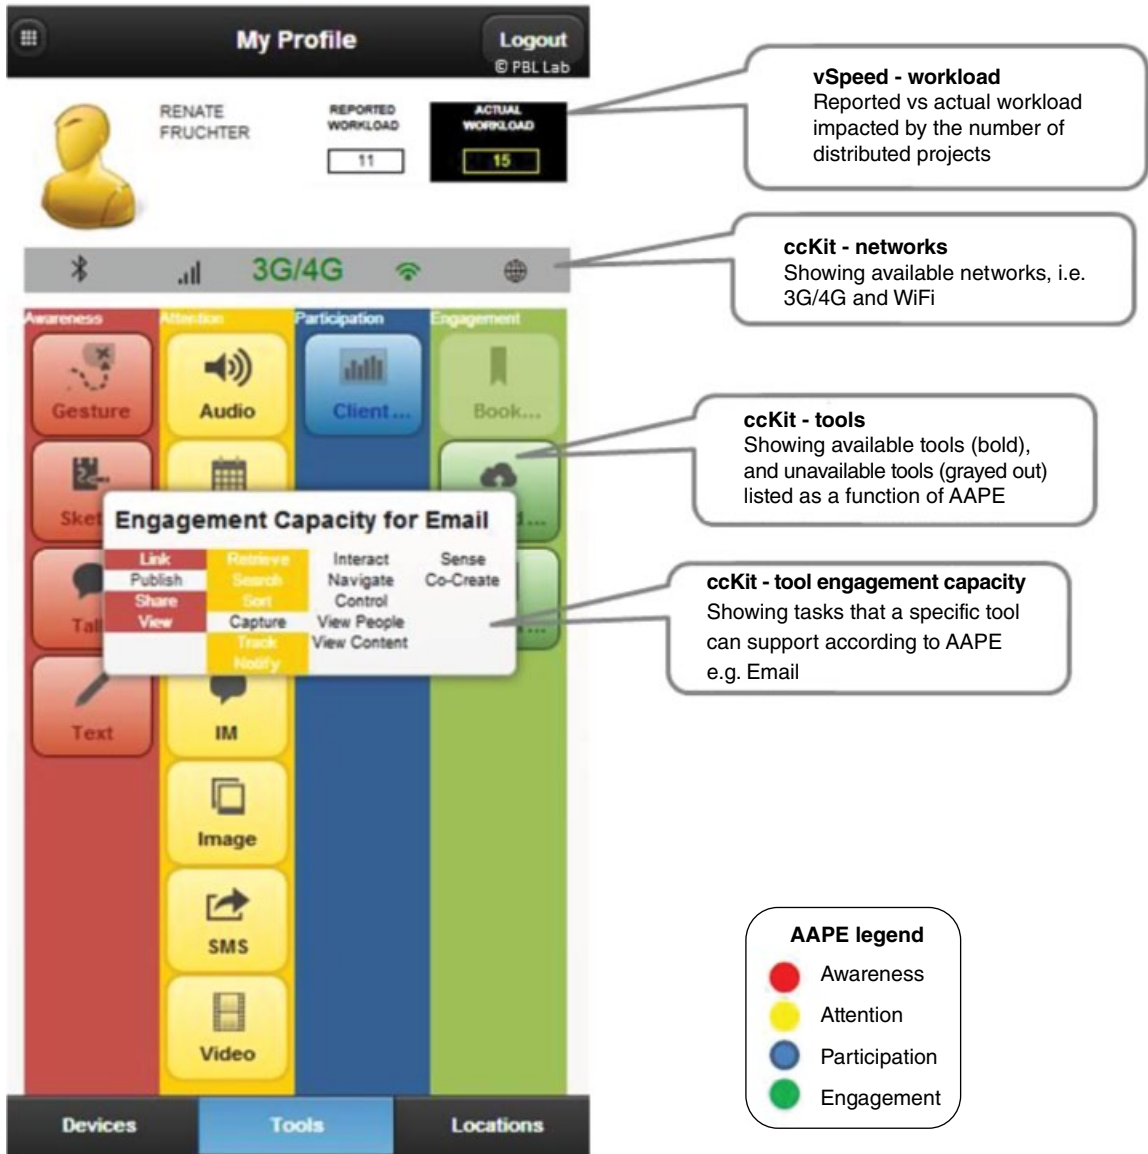 My Profile
Logout
© PBL Lab
RENATE
FRUCHTER
REPORTED
WORKLOAD
11
ACTUAL
WORKLOAD
15
vSpeed - workload
Reported vs actual workload
impacted by the number of
distributed projects
3G/4G
ccKit - networks
Showing available networks, i.e.
3G/4G and WiFi
Awareness
Attention
Participation
Engagement
Gesture
Audio
Client ...
Book...
ccKit - tools
Showing available tools (bold),
and unavailable tools (grayed out)
listed as a function of AAPE
Engagement Capacity for Email
Link
Retrieve
Interact
Sense
Publish
Search
Navigate
Co-Create
Share
Sort
Control
View
Capture
View People
Track
View Content
Notify
ccKit - tool engagement capacity
Showing tasks that a specific tool
can support according to AAPE
e.g. Email
Text
IM
Image
SMS
Video
AAPE legend
Awareness
Attention
Participation
Engagement
Devices
Tools
Locations